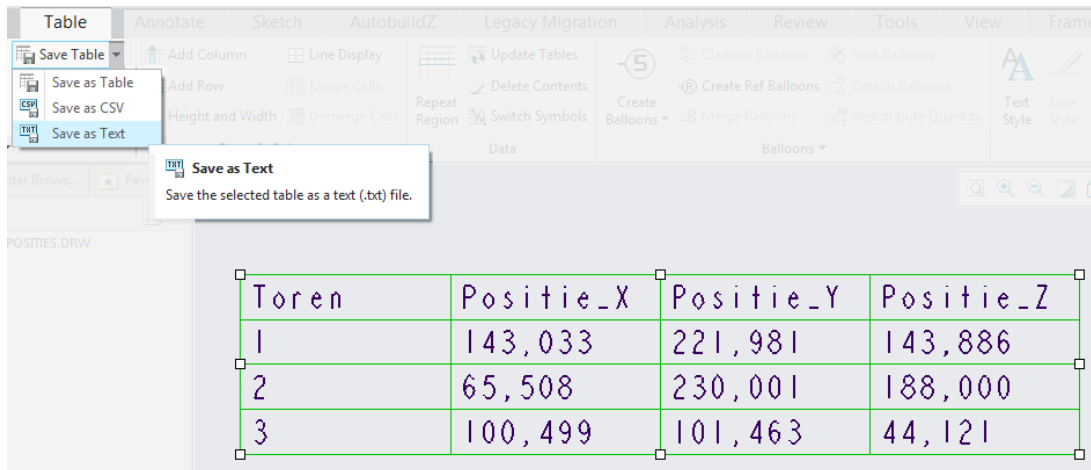 Table Annotate Sketch AutobuildZ Legacy Migration Analysis Review Tools View Frame
Save Table Add Column Line Display Update Tables Cleanup Balloons Split Balloons
Save as Table Add Row Merge Cells Delete Contents Create Ref Balloons Detach Balloons
Save as CSV Height and Width Unmerge Cells Repeat Region Switch Symbols Create Balloons Merge Balloons Redistribute Quantity Text Style Line Style
Save as Text
Data Balloons
Save as Text
Save the selected table as a text (.txt) file.
der Brows... Fav
POSITIES.DRW
Toren Positie_X Positie_Y Positie_Z
1 143,033 221,981 143,886
2 65,508 230,001 188,000
3 100,499 101,463 44,121